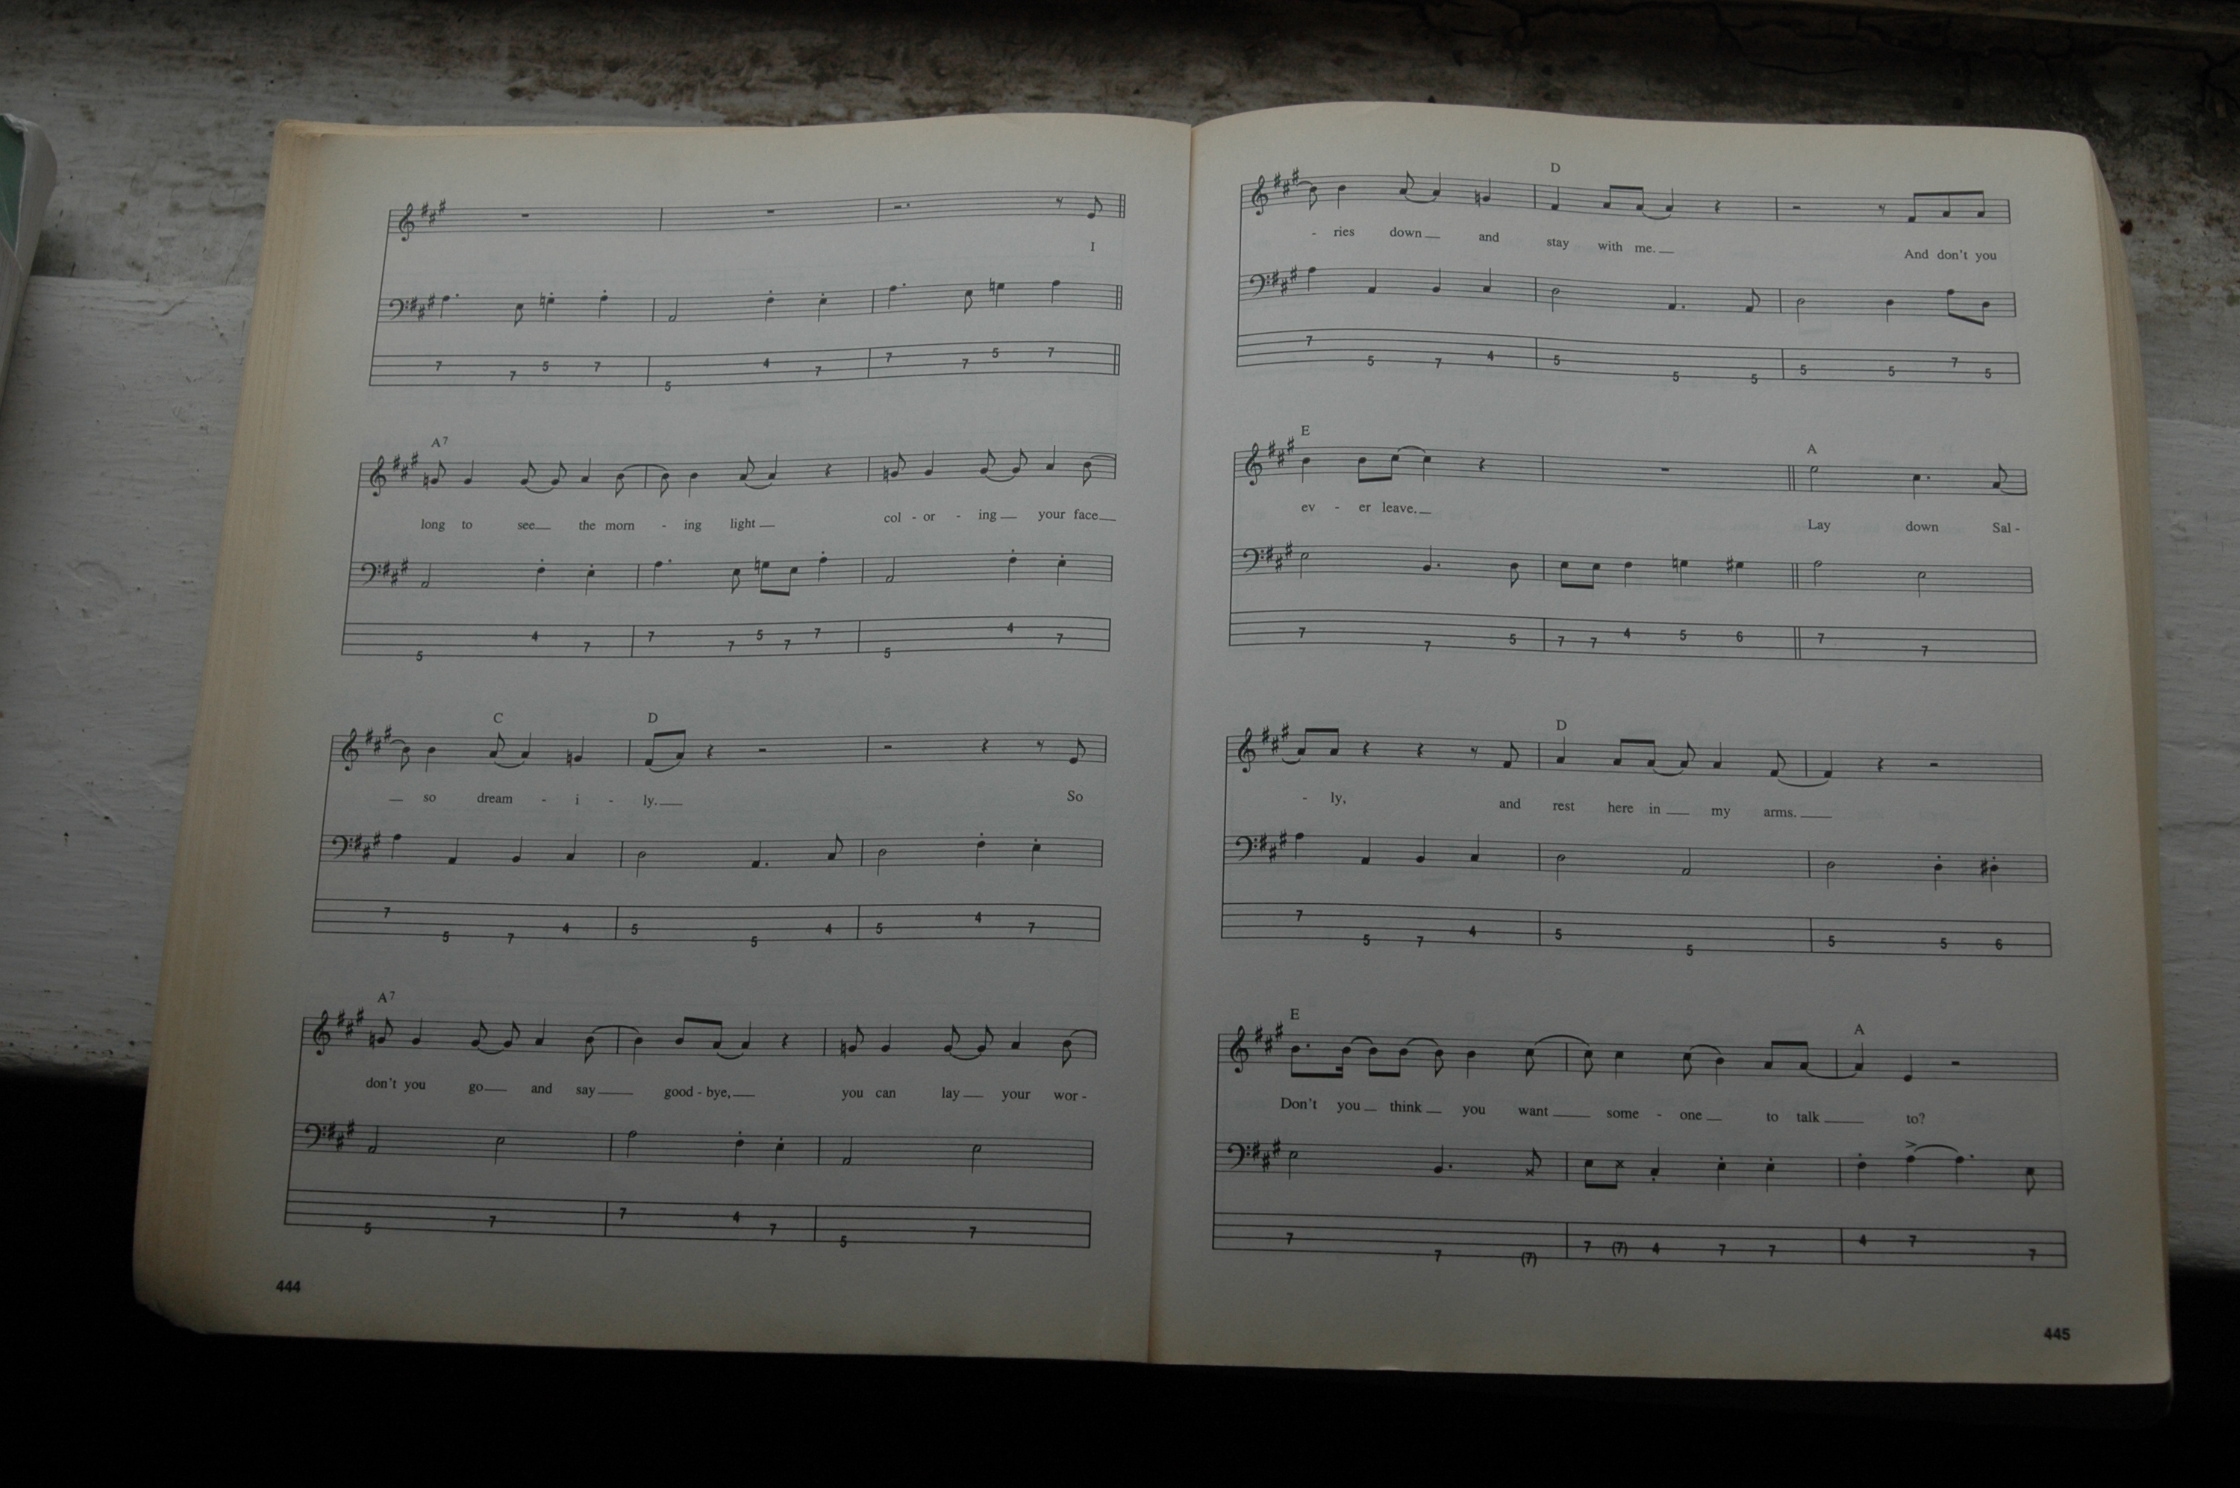 I
7 7 5 7 5 4 7 7 7 5 7
A7
long to see the morn - ing light col - or - ing your face
5 4 7 7 7 5 7 7 5 4 7
C D
so dream - i - ly. So
7 5 7 4 5 5 4 5 4 7
A7
don't you go and say good - bye, you can lay your wor -
5 7 7 4 7 5 7
444
D
- ries down and stay with me. And don't you
7 5 7 4 5 5 5 5 5 7 5
E A
ev - er leave. Lay down Sal -
7 7 5 7 7 4 5 6 7 7
D
- ly, and rest here in my arms.
7 5 7 4 5 5 5 5 6
E A
Don't you think you want some - one to talk to?
7 7 (7) 7 (7) 4 7 7 4 7 7
445